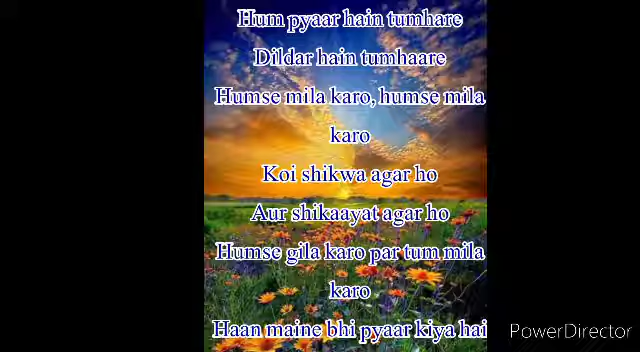 Hum pyaar hain tumhare
Dildar hain tumhaare
Humse mila karo, humse mila
karo
Koi shikwa agar ho
Aur shikaayat agar ho
Humse gila karo par tum mila
karo
Haan maine bhi pyaar kiya hai
PowerDirector